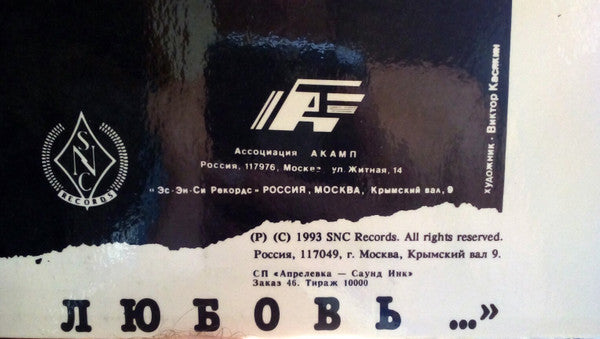 SNC
RECORDS
Ассоциация АКАМП
Россия, 117976, Москва ул. Житная, 14
"Эс-Эн-Си Рекордс" РОССИЯ, МОСКВА, Крымский вал, 9
художник · Виктор Касякин
(P) (C) 1993 SNC Records. All rights reserved.
Россия, 117049, г. Москва, Крымский вал 9.
СП «Апрелевка — Саунд Инк»
Заказ 46. Тираж 10000
ЛЮБОВЬ ...»